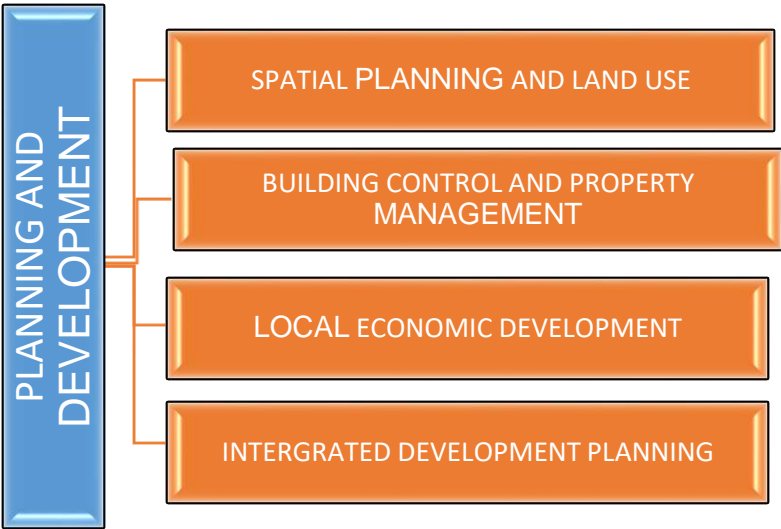 PLANNING AND
DEVELOPMENT
SPATIAL PLANNING AND LAND USE
BUILDING CONTROL AND PROPERTY
MANAGEMENT
LOCAL ECONOMIC DEVELOPMENT
INTERGRATED DEVELOPMENT PLANNING